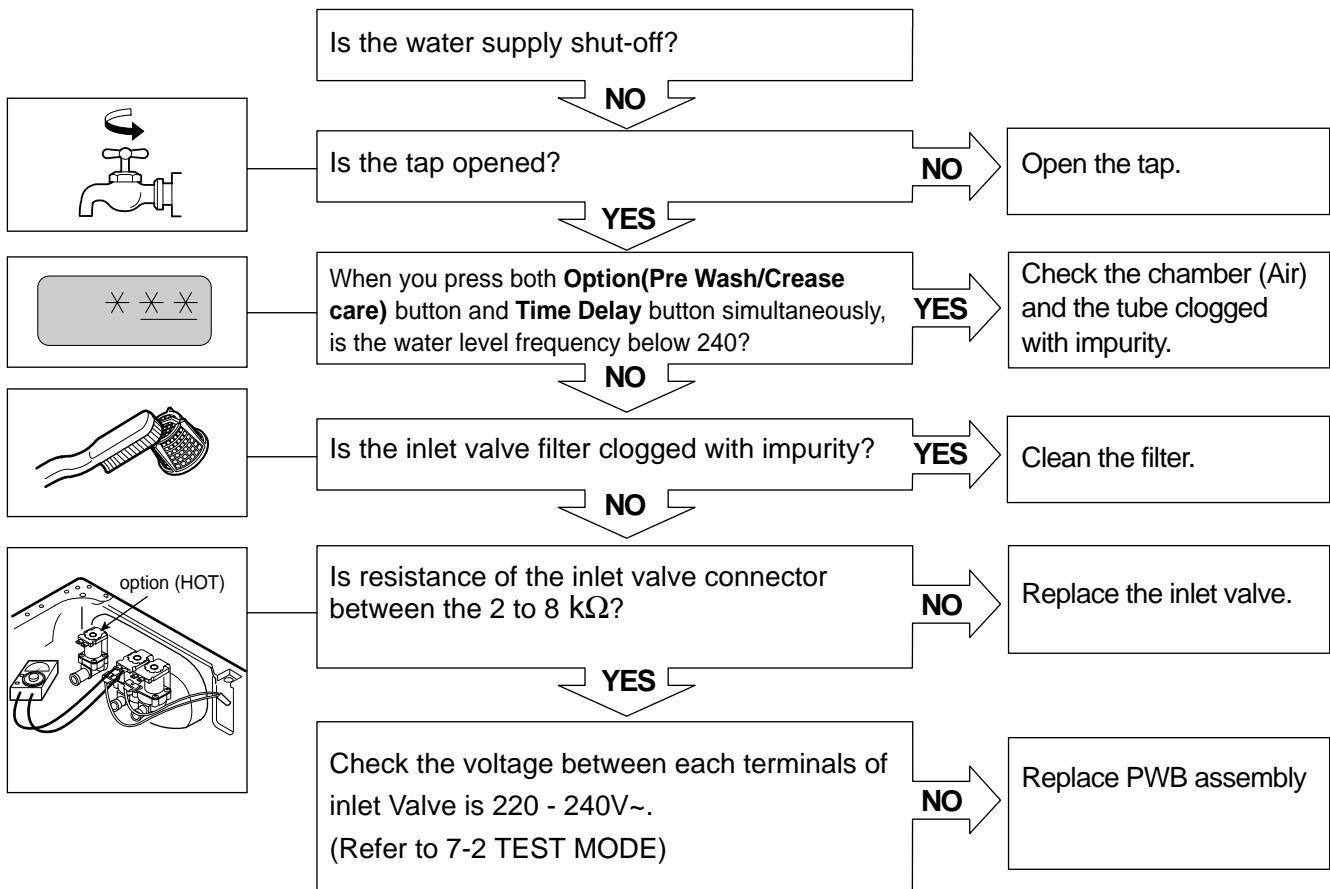 Is the water supply shut-off?
NO
Is the tap opened?
NO
Open the tap.
YES
* * *
When you press both Option(Pre Wash/Crease
care) button and Time Delay button simultaneously,
is the water level frequency below 240?
YES
Check the chamber (Air)
and the tube clogged
with impurity.
NO
Is the inlet valve filter clogged with impurity?
YES
Clean the filter.
NO
option (HOT)
Is resistance of the inlet valve connector
between the 2 to 8 kΩ?
NO
Replace the inlet valve.
YES
Check the voltage between each terminals of
inlet Valve is 220 - 240V~.
(Refer to 7-2 TEST MODE)
NO
Replace PWB assembly